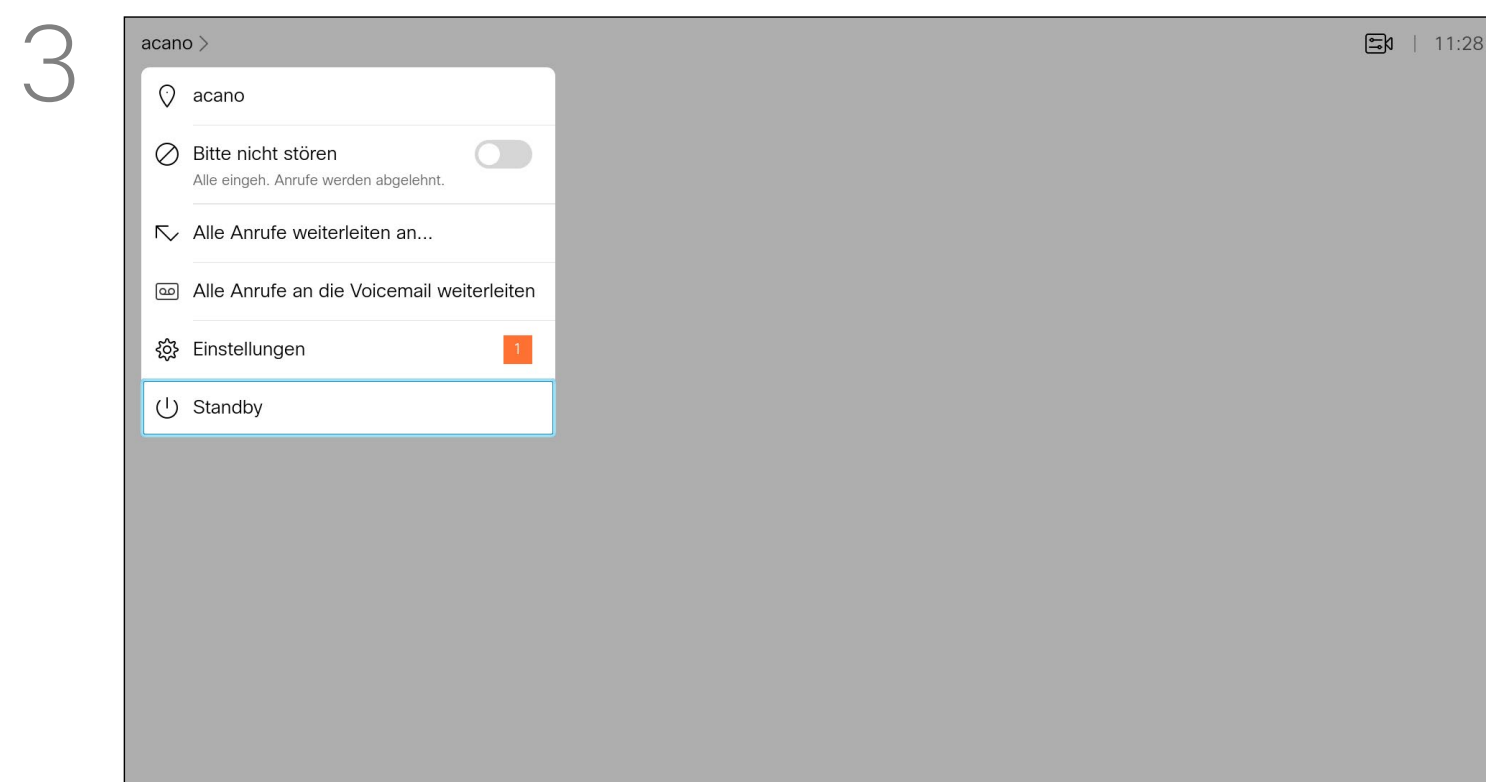 3
acano >
11:28
acano
Bitte nicht stören
Alle eingeh. Anrufe werden abgelehnt.
Alle Anrufe weiterleiten an...
Alle Anrufe an die Voicemail weiterleiten
Einstellungen 1
Standby